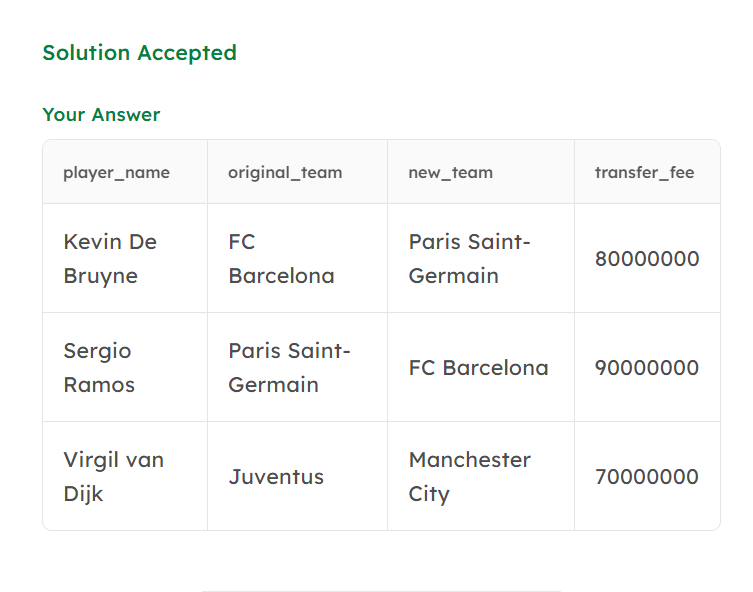 Solution Accepted
Your Answer
player_name original_team new_team transfer_fee
Kevin De Bruyne FC Barcelona Paris Saint-Germain 80000000
Sergio Ramos Paris Saint-Germain FC Barcelona 90000000
Virgil van Dijk Juventus Manchester City 70000000